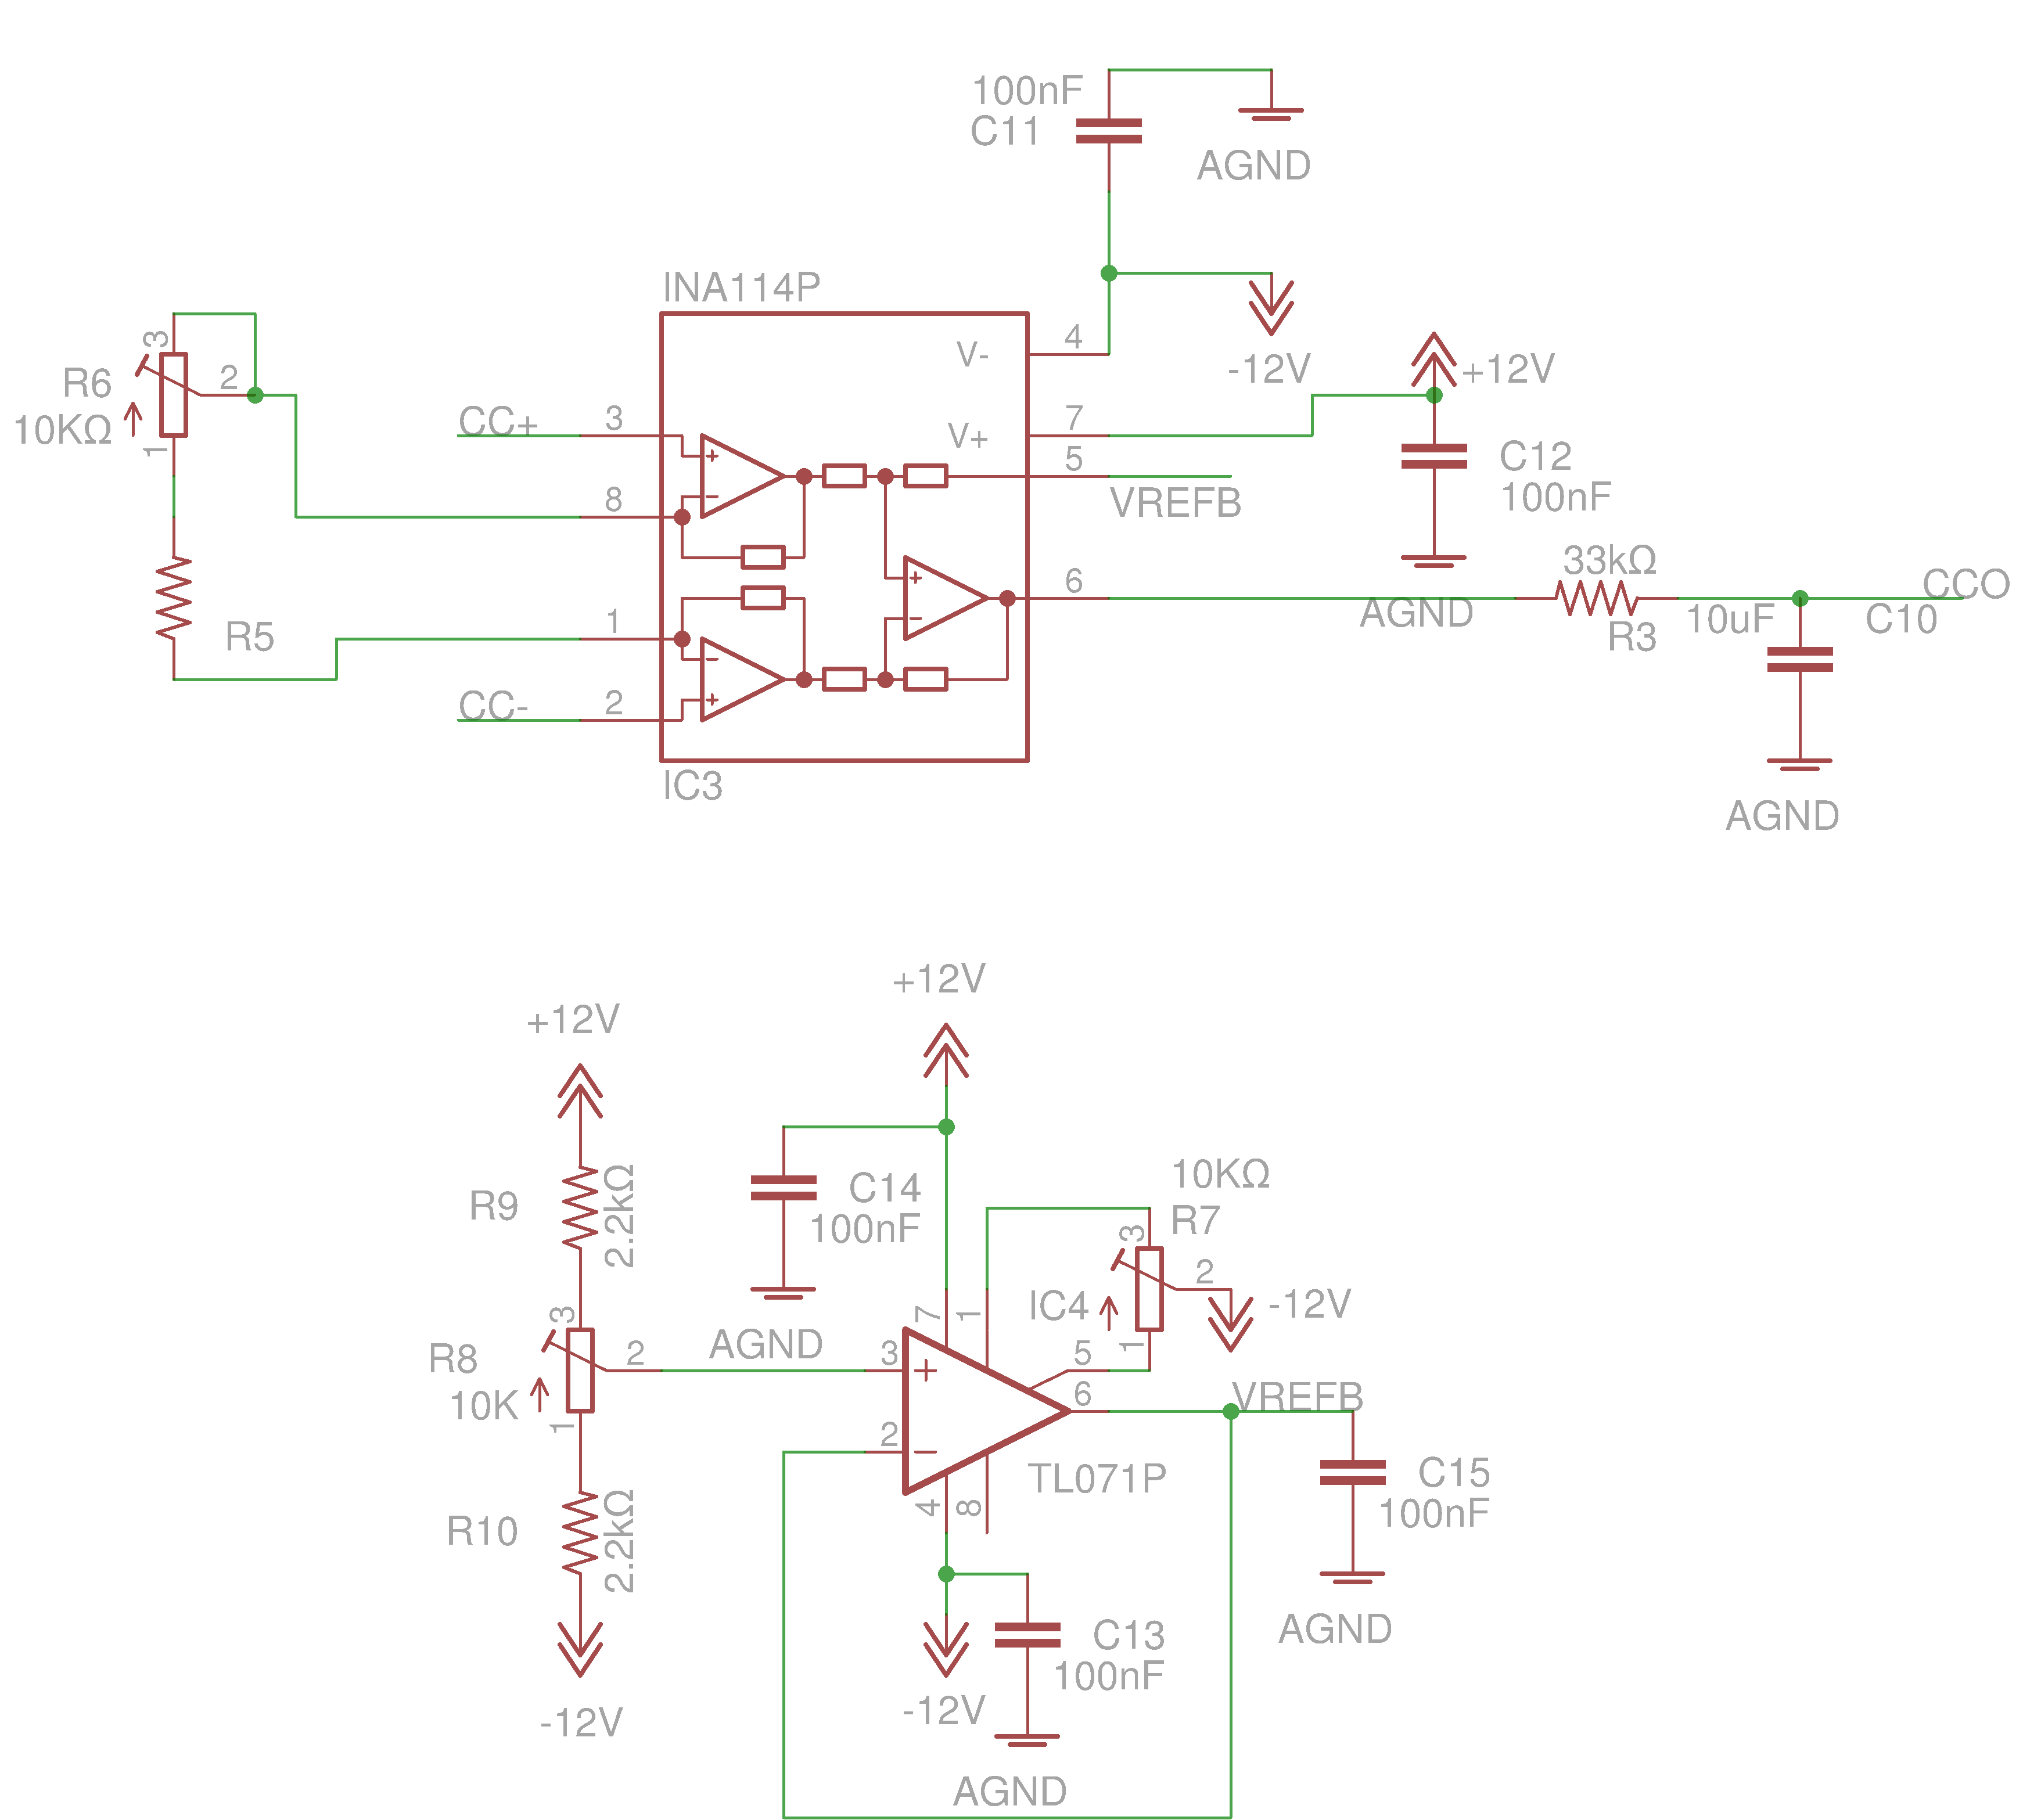 100nF
C11
AGND
INA114P
V-
4
-12V
+12V
3
R6
2
10KΩ
1
CC+
3
V+
7
5
C12
100nF
8
VREFB
33kΩ
6
CCO
AGND
10uF
C10
R5
1
R3
CC-
2
IC3
AGND
+12V
+12V
10KΩ
C14
R9
2.2kΩ
100nF
R7
3
2
IC4
-12V
7
1
3
R8
2
AGND
3
5
1
10K
6
VREFB
1
2
C15
TL071P
100nF
4
8
R10
2.2kΩ
C13
AGND
100nF
-12V
-12V
AGND